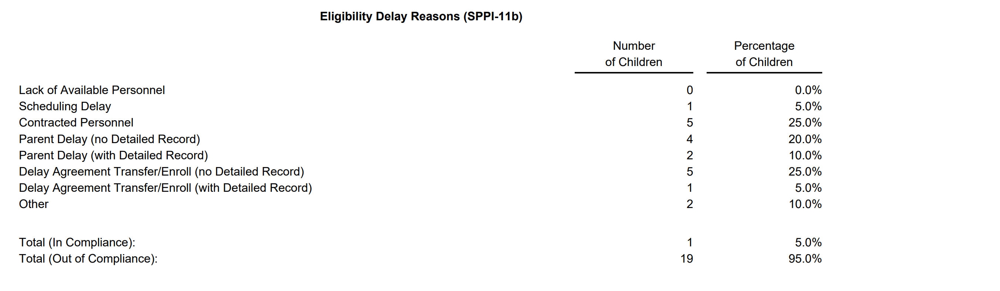 Eligibility Delay Reasons (SPPI-11b)
Number Percentage
of Children of Children
Lack of Available Personnel 0 0.0%
Scheduling Delay 1 5.0%
Contracted Personnel 5 25.0%
Parent Delay (no Detailed Record) 4 20.0%
Parent Delay (with Detailed Record) 2 10.0%
Delay Agreement Transfer/Enroll (no Detailed Record) 5 25.0%
Delay Agreement Transfer/Enroll (with Detailed Record) 1 5.0%
Other 2 10.0%
Total (In Compliance): 1 5.0%
Total (Out of Compliance): 19 95.0%